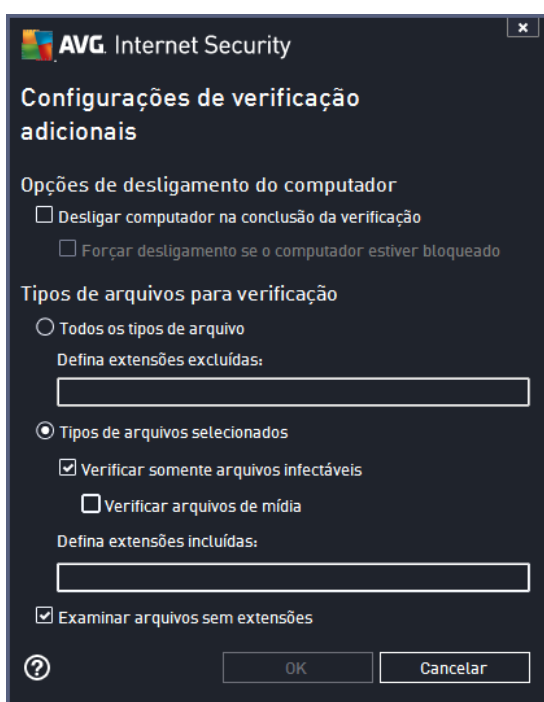 AVG. Internet Security
Configurações de verificação
adicionais
Opções de desligamento do computador
Desligar computador na conclusão da verificação
Forçar desligamento se o computador estiver bloqueado
Tipos de arquivos para verificação
Todos os tipos de arquivo
Defina extensões excluídas:
Tipos de arquivos selecionados
Verificar somente arquivos infectáveis
Verificar arquivos de mídia
Defina extensões incluídas:
Examinar arquivos sem extensões
OK
Cancelar